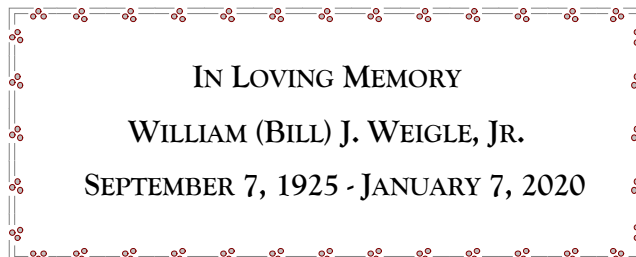 In Loving Memory
William (Bill) J. Weigle, Jr.
September 7, 1925 - January 7, 2020